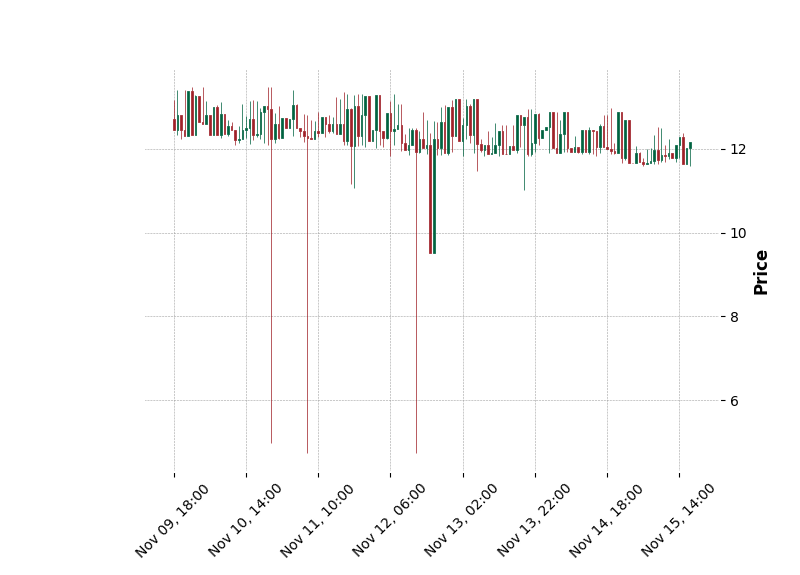 12
10
8
6
Price
Nov 09, 18:00
Nov 10, 14:00
Nov 11, 10:00
Nov 12, 06:00
Nov 13, 02:00
Nov 13, 22:00
Nov 14, 18:00
Nov 15, 14:00